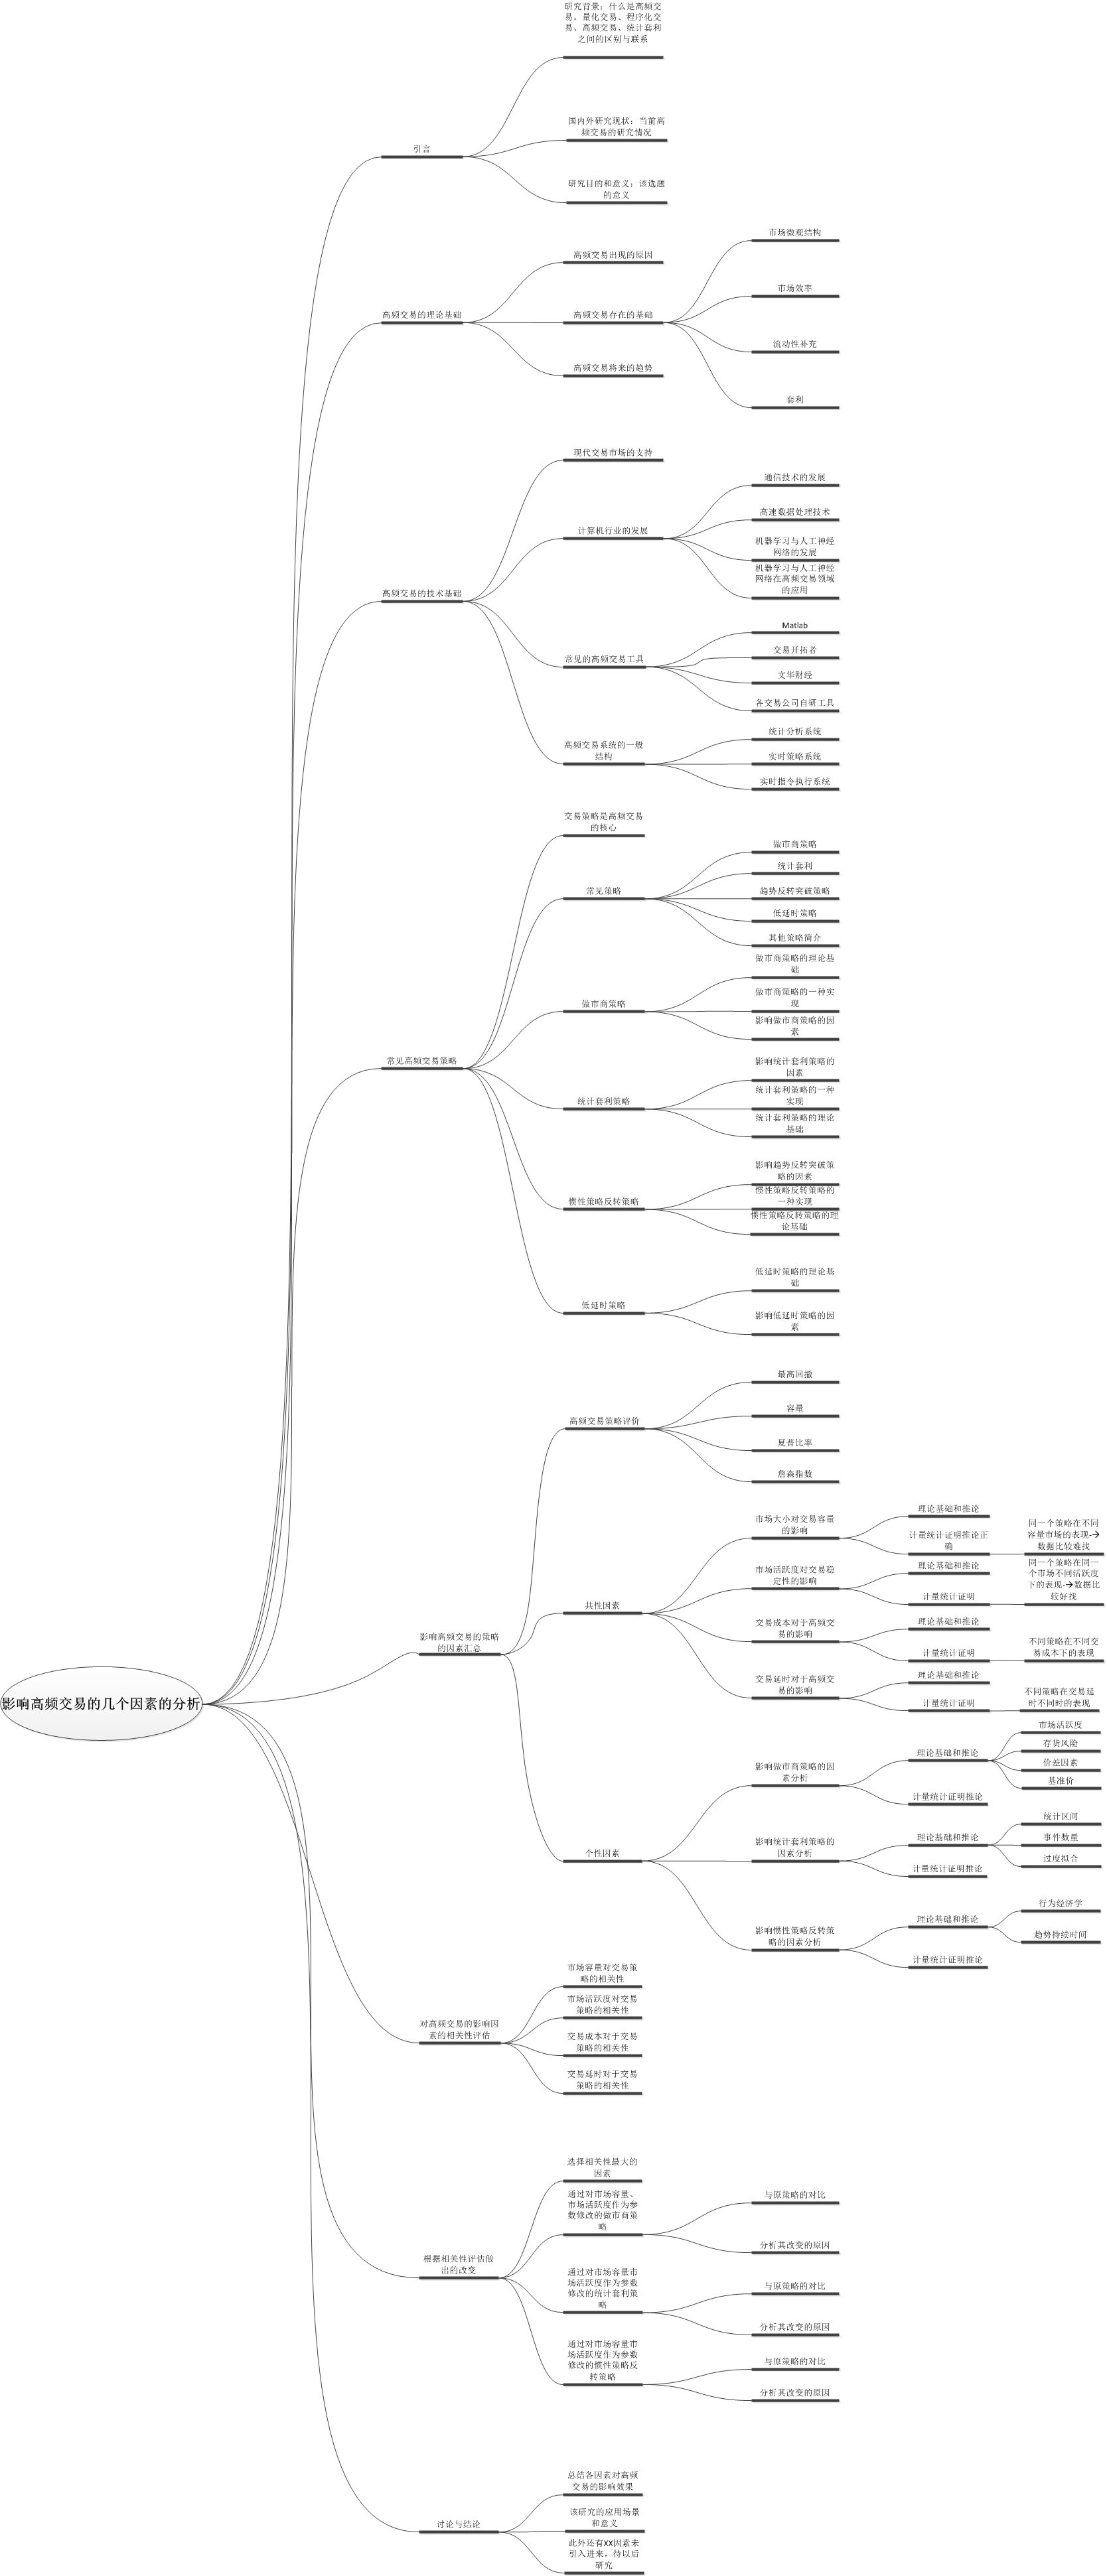 研究背景：什么是高频交
易，量化交易、程序化交
易、高频交易、统计套利
之间的区别与联系
国内外研究现状：当前高
频交易的研究情况
引言
研究目的和意义：该选题
的意义
市场微观结构
高频交易出现的原因
市场效率
高频交易的理论基础
高频交易存在的基础
流动性补充
高频交易将来的趋势
套利
现代交易市场的支持
通信技术的发展
高速数据处理技术
计算机行业的发展
机器学习与人工神经
网络的发展
机器学习与人工神经
网络在高频交易领域
的应用
高频交易的技术基础
Matlab
交易开拓者
常见的高频交易工具
文华财经
各交易公司自研工具
统计分析系统
高频交易系统的一般
结构
实时策略系统
实时指令执行系统
交易策略是高频交易
的核心
做市商策略
统计套利
常见策略
趋势反转突破策略
低延时策略
其他策略简介
做市商策略的理论基
础
做市商策略的一种实
现
做市商策略
影响做市商策略的因
素
常见高频交易策略
影响统计套利策略的
因素
统计套利策略的一种
实现
统计套利策略
统计套利策略的理论
基础
影响趋势反转突破策
略的因素
惯性策略反转策略的
一种实现
惯性策略反转策略
惯性策略反转策略的理
论基础
低延时策略的理论基
础
低延时策略
影响低延时策略的因
素
最高回撤
容量
高频交易策略评价
夏普比率
詹森指数
市场大小对交易容量
的影响
理论基础和推论
计量统计证明推论正
确
同一个策略在不同
容量市场的表现-→
数据比较难找
市场活跃度对交易稳
定性的影响
理论基础和推论
计量统计证明
同一个策略在同一
个市场不同活跃度
下的表现-→数据比
较好找
共性因素
交易成本对于高频交
易的影响
理论基础和推论
计量统计证明
不同策略在不同交
易成本下的表现
影响高频交易的策略
的因素汇总
交易延时对于高频交
易的影响
理论基础和推论
计量统计证明
不同策略在交易延
时不同时的表现
影响高频交易的几个因素的分析
市场活跃度
存货风险
理论基础和推论
价差因素
基准价
影响做市商策略的因
素分析
计量统计证明推论
统计区间
理论基础和推论
事件数量
过度拟合
影响统计套利策略的
因素分析
个性因素
计量统计证明推论
行为经济学
理论基础和推论
趋势持续时间
影响惯性策略反转策
略的因素分析
计量统计证明推论
市场容量对交易策
略的相关性
市场活跃度对交易
策略的相关性
对高频交易的影响因
素的相关性评估
交易成本对于交易
策略的相关性
交易延时对于交易
策略的相关性
选择相关性最大的
因素
通过对市场容量、
市场活跃度作为参
数修改的做市商策
略
与原策略的对比
分析其改变的原因
根据相关性评估做
出的改变
通过对市场容量市
场活跃度作为参数
修改的统计套利策
略
与原策略的对比
分析其改变的原因
通过对市场容量市
场活跃度作为参数
修改的惯性策略反
转策略
与原策略的对比
分析其改变的原因
总结各因素对高频
交易的影响效果
该研究的应用场景
和意义
讨论与结论
此外还有XX因素未
引入进来，待以后
研究